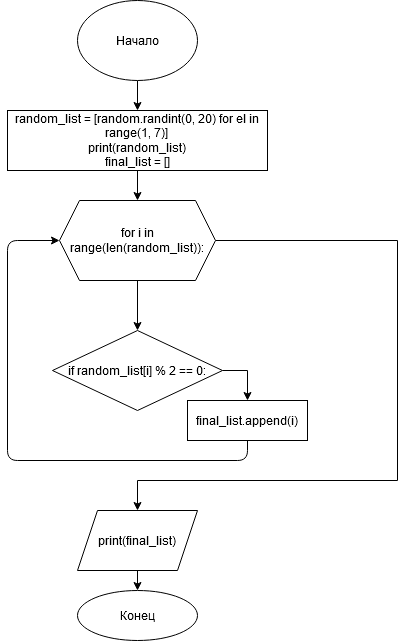 Начало
random_list = [random.randint(0, 20) for el in
range(1, 7)]
print(random_list)
final_list = []
for i in
range(len(random_list)):
if random_list[i] % 2 == 0:
final_list.append(i)
print(final_list)
Конец